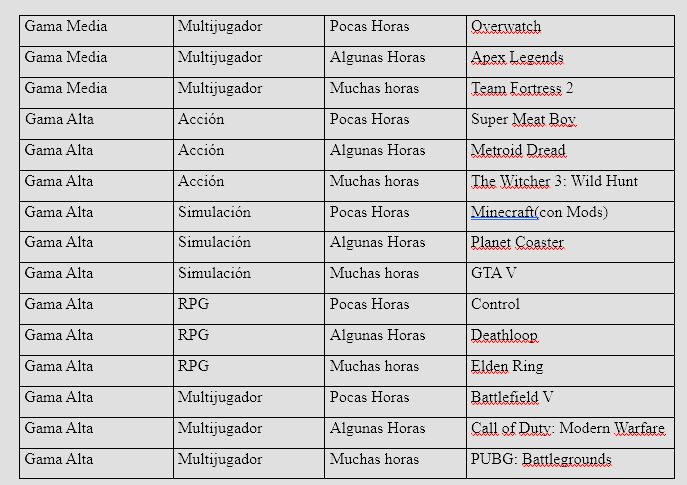 Gama Media Multijugador Pocas Horas Overwatch
Gama Media Multijugador Algunas Horas Apex Legends
Gama Media Multijugador Muchas horas Team Fortress 2
Gama Alta Acción Pocas Horas Super Meat Boy
Gama Alta Acción Algunas Horas Metroid Dread
Gama Alta Acción Muchas horas The Witcher 3: Wild Hunt
Gama Alta Simulación Pocas Horas Minecraft(con Mods)
Gama Alta Simulación Algunas Horas Planet Coaster
Gama Alta Simulación Muchas horas GTA V
Gama Alta RPG Pocas Horas Control
Gama Alta RPG Algunas Horas Deathloop
Gama Alta RPG Muchas horas Elden Ring
Gama Alta Multijugador Pocas Horas Battlefield V
Gama Alta Multijugador Algunas Horas Call of Duty: Modern Warfare
Gama Alta Multijugador Muchas horas PUBG: Battlegrounds